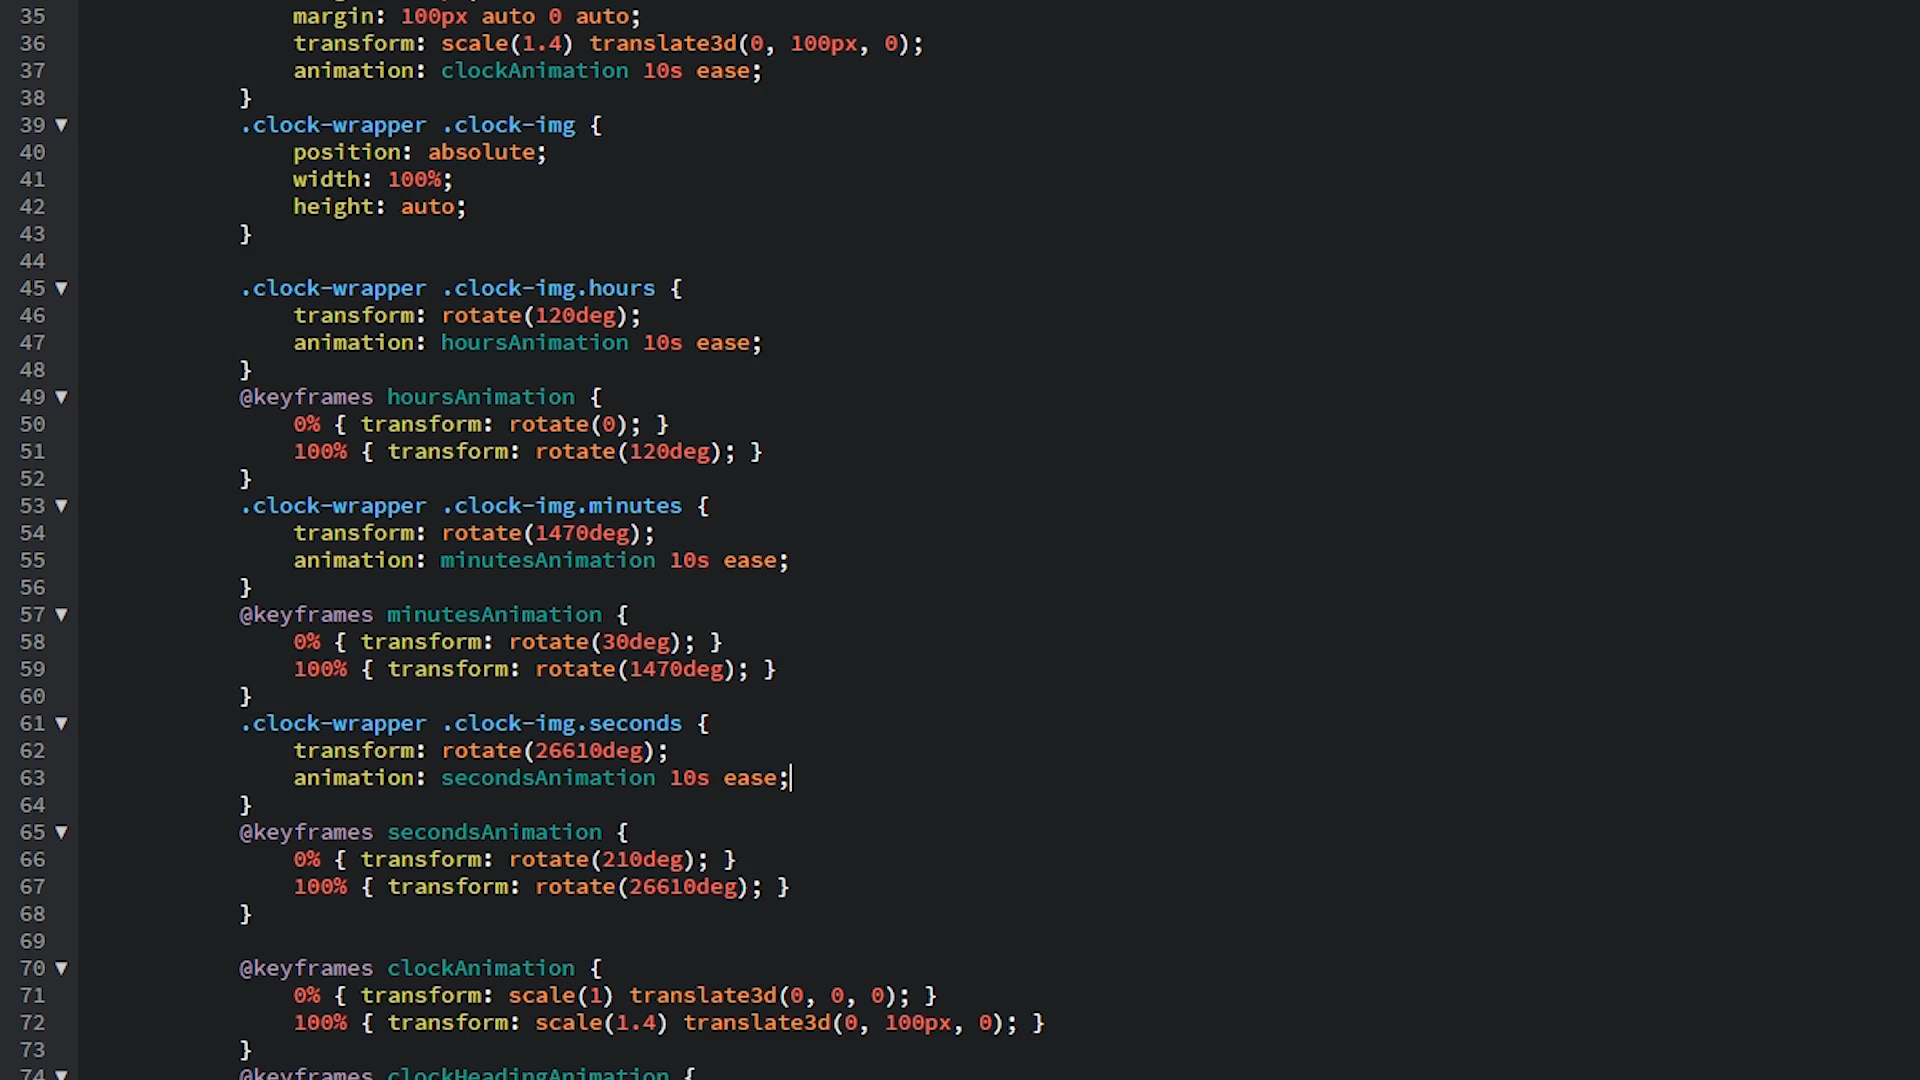 35 margin: 100px auto 0 auto;
36 transform: scale(1.4) translate3d(0, 100px, 0);
37 animation: clockAnimation 10s ease;
38 }
39 ▼ .clock-wrapper .clock-img {
40 position: absolute;
41 width: 100%;
42 height: auto;
43 }
44
45 ▼ .clock-wrapper .clock-img.hours {
46 transform: rotate(120deg);
47 animation: hoursAnimation 10s ease;
48 }
49 ▼ @keyframes hoursAnimation {
50 0% { transform: rotate(0); }
51 100% { transform: rotate(120deg); }
52 }
53 ▼ .clock-wrapper .clock-img.minutes {
54 transform: rotate(1470deg);
55 animation: minutesAnimation 10s ease;
56 }
57 ▼ @keyframes minutesAnimation {
58 0% { transform: rotate(30deg); }
59 100% { transform: rotate(1470deg); }
60 }
61 ▼ .clock-wrapper .clock-img.seconds {
62 transform: rotate(26610deg);
63 animation: secondsAnimation 10s ease;
64 }
65 ▼ @keyframes secondsAnimation {
66 0% { transform: rotate(210deg); }
67 100% { transform: rotate(26610deg); }
68 }
69
70 ▼ @keyframes clockAnimation {
71 0% { transform: scale(1) translate3d(0, 0, 0); }
72 100% { transform: scale(1.4) translate3d(0, 100px, 0); }
73 }
74 ▼ @keyframes clockHeadingAnimation {